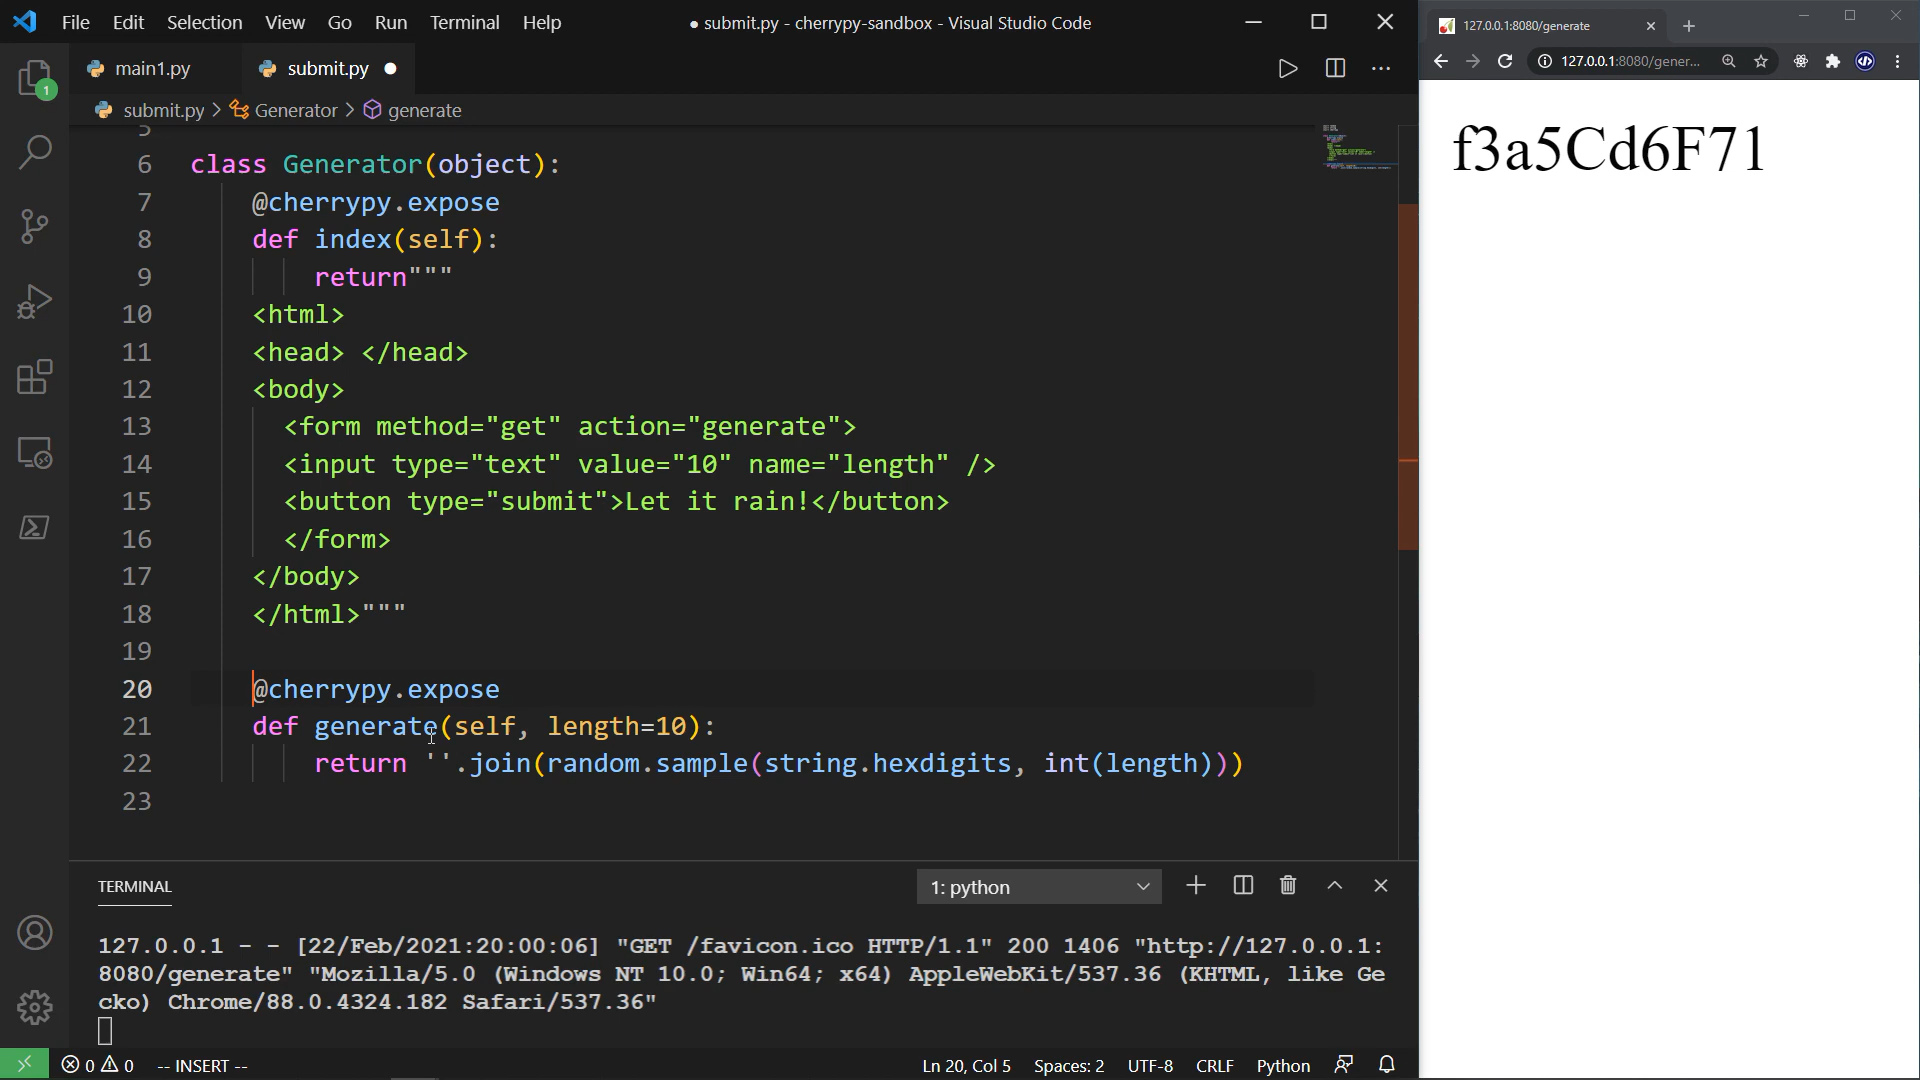 File Edit Selection View Go Run Terminal Help
● submit.py - cherrypy-sandbox - Visual Studio Code
main1.py
submit.py ●
submit.py > Generator > generate
5
6 class Generator(object):
7 @cherrypy.expose
8 def index(self):
9 return"""
10 <html>
11 <head> </head>
12 <body>
13 <form method="get" action="generate">
14 <input type="text" value="10" name="length" />
15 <button type="submit">Let it rain!</button>
16 </form>
17 </body>
18 </html>"""
19
20 @cherrypy.expose
21 def generate(self, length=10):
22 return ''.join(random.sample(string.hexdigits, int(length)))
23
TERMINAL
1: python
127.0.0.1 - - [22/Feb/2021:20:00:06] "GET /favicon.ico HTTP/1.1" 200 1406 "http://127.0.0.1:
8080/generate" "Mozilla/5.0 (Windows NT 10.0; Win64; x64) AppleWebKit/537.36 (KHTML, like Ge
cko) Chrome/88.0.4324.182 Safari/537.36"
0 0 -- INSERT --
Ln 20, Col 5 Spaces: 2 UTF-8 CRLF Python
1
127.0.0.1:8080/generate
127.0.0.1:8080/gener...
f3a5Cd6F71